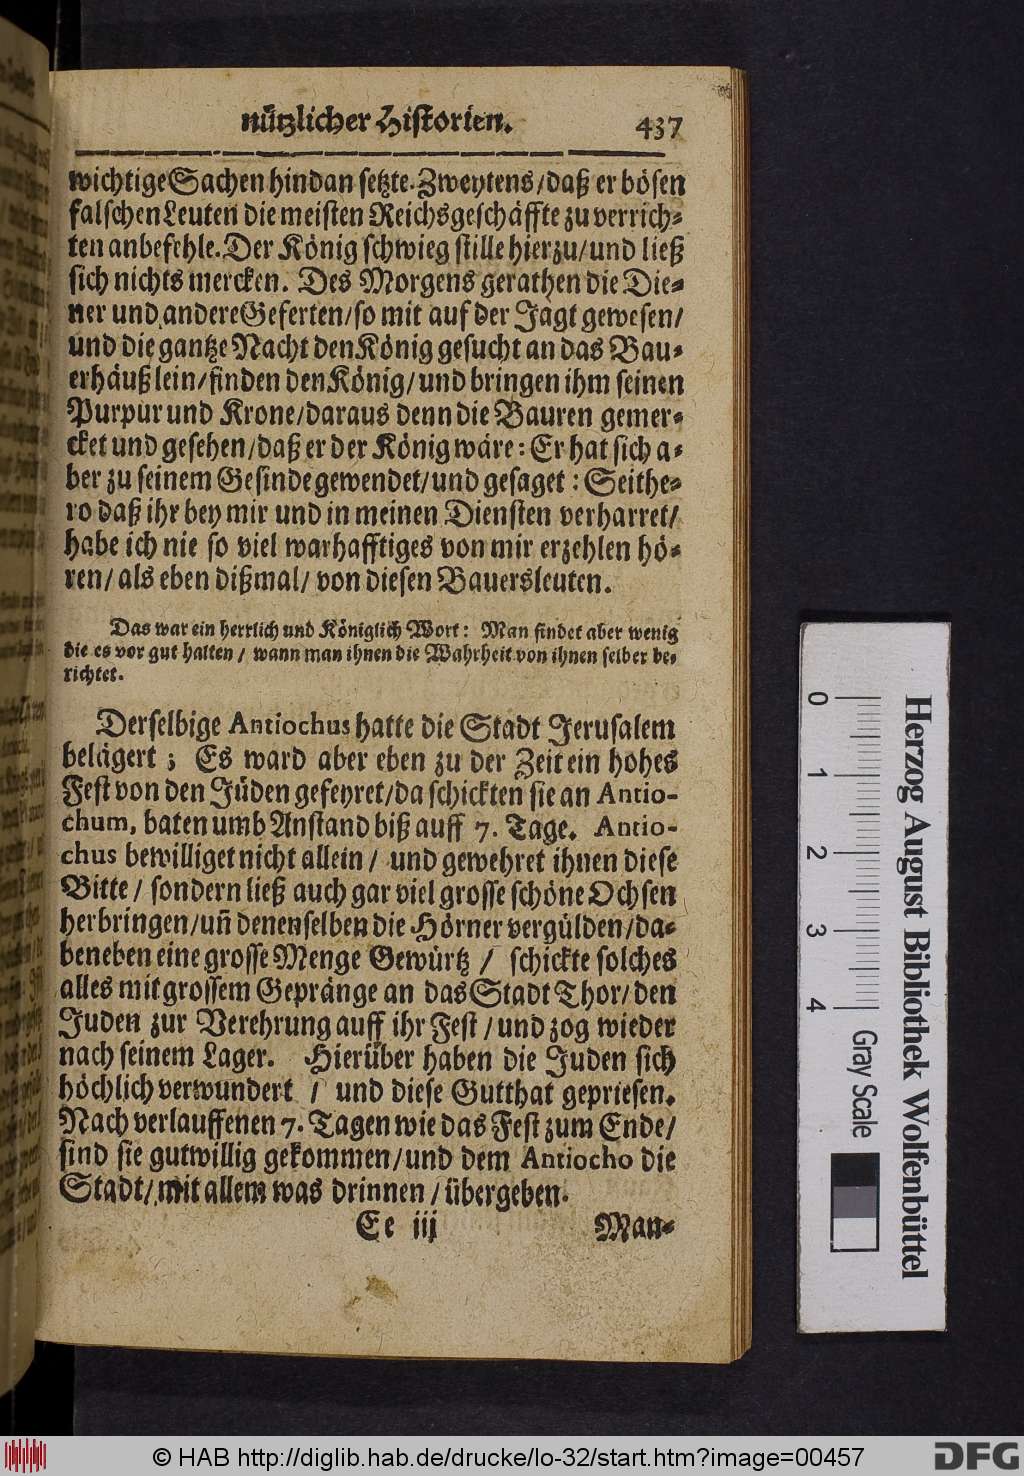 nützlicher Historien. 437
wichtige Sachen hindan setzte. Zweytens/daß er bösen
falschen Leuten die meisten Reichsgeschäffte zu verrich-
ten anbefehle. Der König schwieg stille hierzu/und ließ
sich nichts mercken. Des Morgens gerathen die Die-
ner und andere Geferten/so mit auf der Jagt gewesen/
und die gantze Nacht den König gesucht an das Bau-
erhäußlein/finden den König/und bringen ihm seinen
Purpur und Krone/daraus denn die Bauren gemer-
cket und gesehen/daß er der König wäre: Er hat sich a-
ber zu seinem Gesinde gewendet/und gesaget: Seithe-
ro daß ihr bey mir und in meinen Diensten verharret/
habe ich nie so viel warhafftiges von mir erzehlen hö-
ren/als eben dißmal/von diesen Bauersleuten.
Das war ein herrlich und Königlich Wort: Man findet aber wenig
die es vor gut halten/ wann man ihnen die Wahrheit von ihnen selber be-
richtet.
Derselbige Antiochus hatte die Stadt Jerusalem
belägert; Es ward aber eben zu der Zeit ein hohes
Fest von den Jüden gefeyret/da schickten sie an Antio-
chum, baten umb Anstand biß auff 7. Tage. Antio-
chus bewilliget nicht allein/ und gewehret ihnen diese
Bitte/ sondern ließ auch gar viel grosse schöne Ochsen
herbringen/uñ denenselben die Hörner vergülden/da-
beneben eine grosse Menge Gewürtz/ schickte solches
alles mit grossem Gepränge an das Stadt Thor/den
Juden zur Verehrung auff ihr Fest/und zog wieder
nach seinem Lager. Hierüber haben die Juden sich
höchlich verwundert/ und diese Gutthat gepriesen.
Nach verlauffenen 7. Tagen wie das Fest zum Ende/
sind sie gutwillig gekommen/und dem Antiocho die
Stadt/mit allem was drinnen/übergeben.
Ee iij Man-
Herzog August Bibliothek Wolfenbüttel
0 1 2 3 4 Gray Scale
© HAB http://diglib.hab.de/drucke/lo-32/start.htm?image=00457
DFG